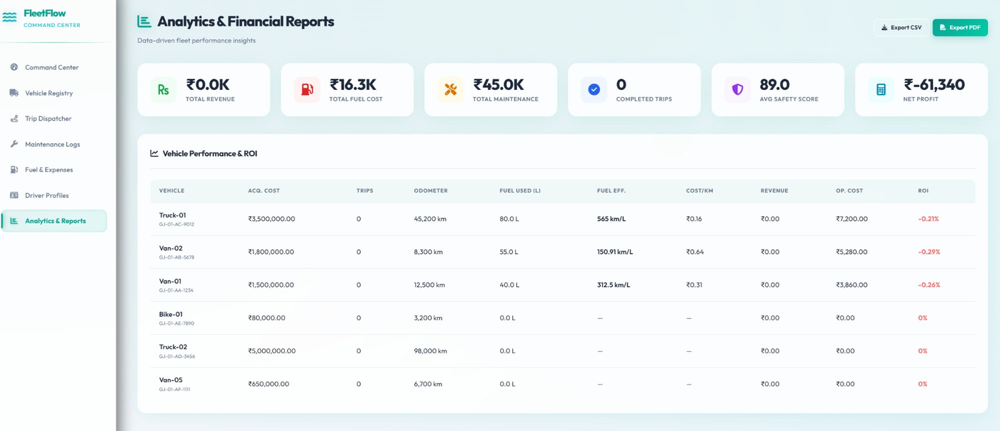 FleetFlow
COMMAND CENTER
Command Center
Vehicle Registry
Trip Dispatcher
Maintenance Logs
Fuel & Expenses
Driver Profiles
Analytics & Reports
Analytics & Financial Reports
Data-driven fleet performance insights
Export CSV
Export PDF
Rs
₹0.0K
TOTAL REVENUE
₹16.3K
TOTAL FUEL COST
₹45.0K
TOTAL MAINTENANCE
0
COMPLETED TRIPS
89.0
AVG SAFETY SCORE
₹-61,340
NET PROFIT
Vehicle Performance & ROI
VEHICLE ACQ. COST TRIPS ODOMETER FUEL USED (L) FUEL EFF. COST/KM REVENUE OP. COST ROI
Truck-01 ₹3,500,000.00 0 45,200 km 80.0 L 565 km/L ₹0.16 ₹0.00 ₹7,200.00 -0.21%
GJ-01-AC-9012
Van-02 ₹1,800,000.00 0 8,300 km 55.0 L 150.91 km/L ₹0.64 ₹0.00 ₹5,280.00 -0.29%
GJ-01-AB-5678
Van-01 ₹1,500,000.00 0 12,500 km 40.0 L 312.5 km/L ₹0.31 ₹0.00 ₹3,860.00 -0.26%
GJ-01-AA-1234
Bike-01 ₹80,000.00 0 3,200 km 0.0 L — — ₹0.00 ₹0.00 0%
GJ-01-AE-7890
Truck-02 ₹5,000,000.00 0 98,000 km 0.0 L — — ₹0.00 ₹0.00 0%
GJ-01-AD-3456
Van-05 ₹650,000.00 0 6,700 km 0.0 L — — ₹0.00 ₹0.00 0%
GJ-01-AF-1111